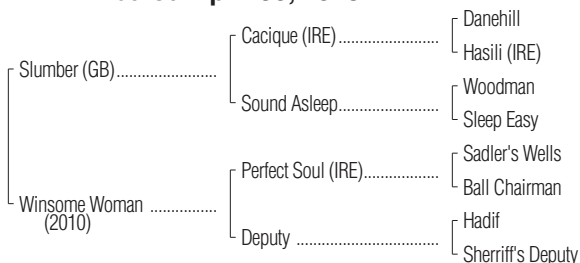 Danehill
Cacique (IRE)
Hasili (IRE)
Slumber (GB)
Woodman
Sound Asleep
Sleep Easy
Sadler's Wells
Perfect Soul (IRE)
Ball Chairman
Winsome Woman
(2010)
Hadif
Deputy
Sherriff's Deputy